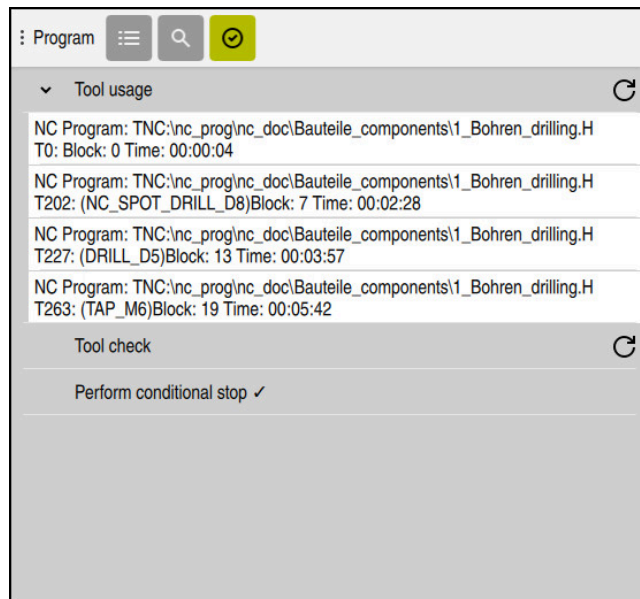 Program
Tool usage
NC Program: TNC:\nc_prog\nc_doc\Bauteile_components\1_Bohren_drilling.H
T0: Block: 0 Time: 00:00:04
NC Program: TNC:\nc_prog\nc_doc\Bauteile_components\1_Bohren_drilling.H
T202: (NC_SPOT_DRILL_D8)Block: 7 Time: 00:02:28
NC Program: TNC:\nc_prog\nc_doc\Bauteile_components\1_Bohren_drilling.H
T227: (DRILL_D5)Block: 13 Time: 00:03:57
NC Program: TNC:\nc_prog\nc_doc\Bauteile_components\1_Bohren_drilling.H
T263: (TAP_M6)Block: 19 Time: 00:05:42
Tool check
Perform conditional stop ✓